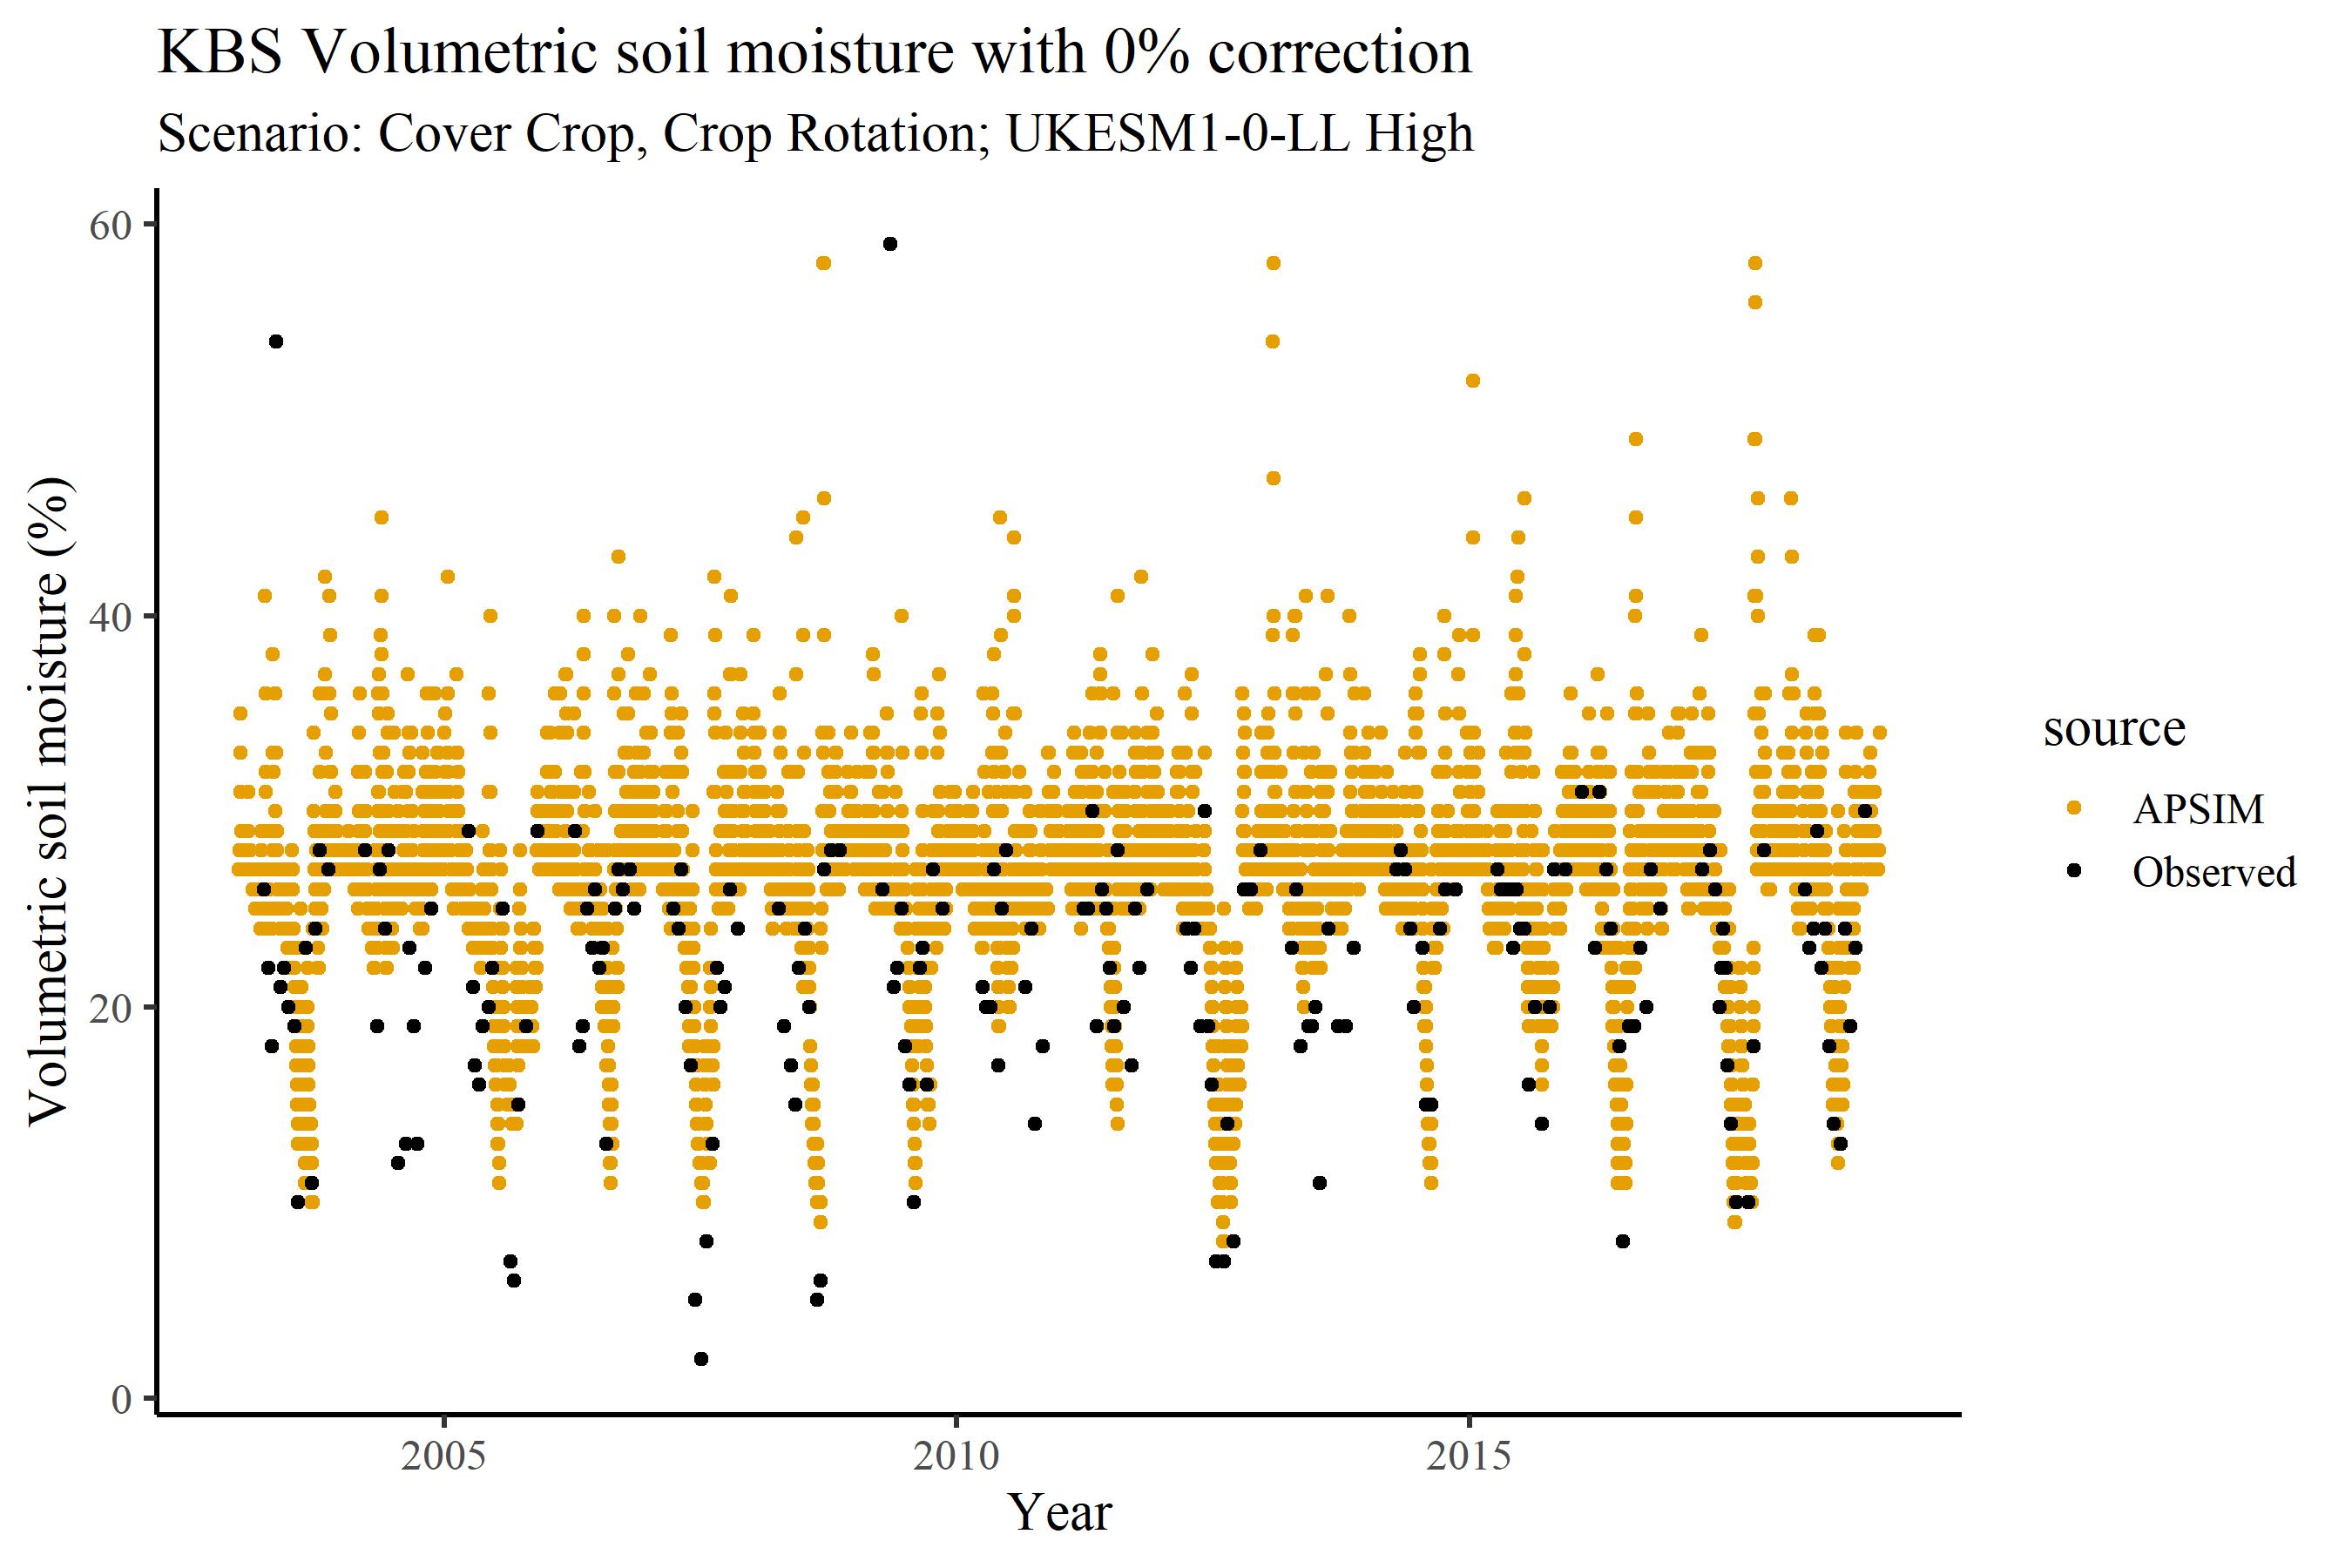 KBS Volumetric soil moisture with 0% correction
Scenario: Cover Crop, Crop Rotation; UKESM1-0-LL High
Volumetric soil moisture (%)
60
40
20
0
2005
2010
2015
Year
source
APSIM
Observed